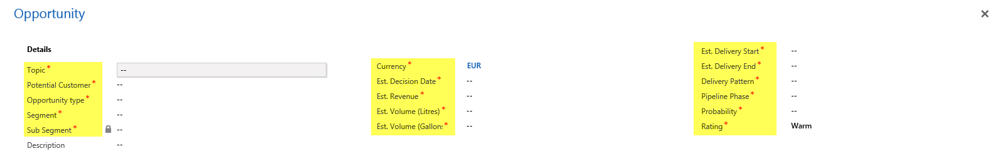 Opportunity
Details
Topic* --
Potential Customer* --
Opportunity type* --
Segment* --
Sub Segment* --
Description --
Currency* EUR
Est. Decision Date* --
Est. Revenue* --
Est. Volume (Litres)* --
Est. Volume (Gallons* --
Est. Delivery Start* --
Est. Delivery End* --
Delivery Pattern* --
Pipeline Phase* --
Probability* --
Rating* Warm